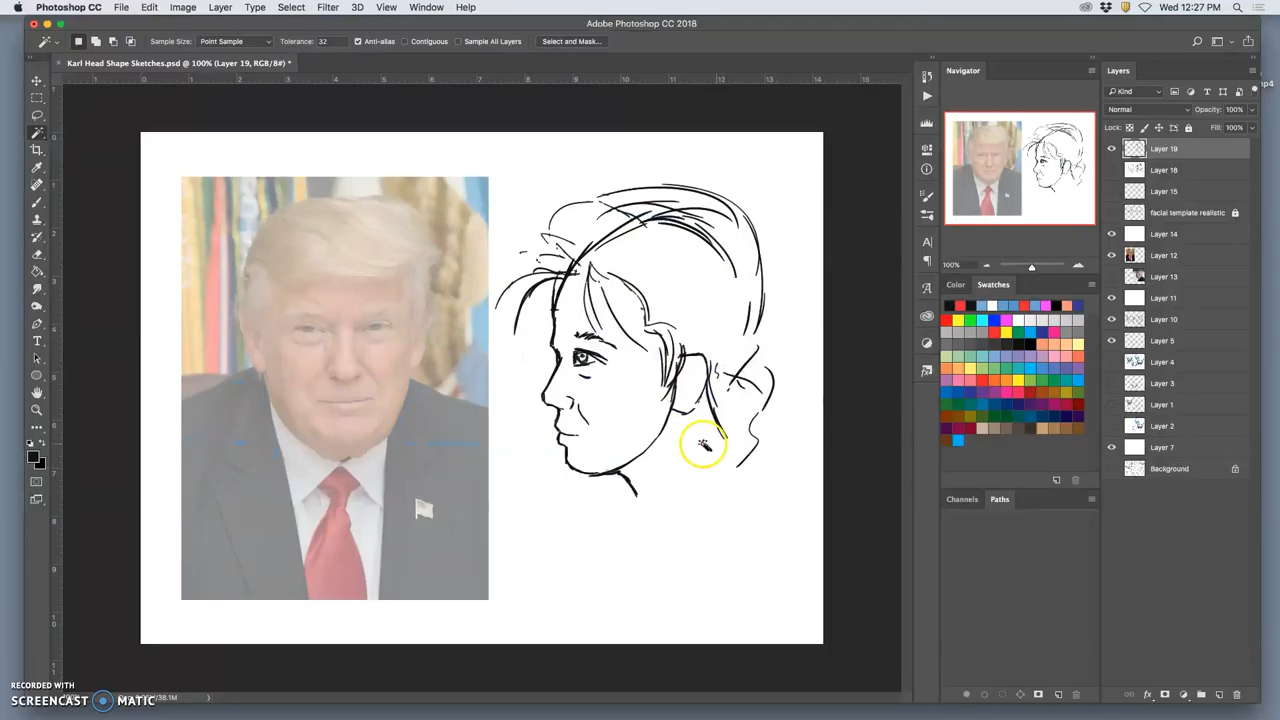 Photoshop CC File Edit Image Layer Type Select Filter 3D View Window Help Wed 12:27 PM
Adobe Photoshop CC 2018
Sample Size: Point Sample Tolerance: 32 Anti-alias Contiguous Sample All Layers Select and Mask...
Karl Head Shape Sketches.psd @ 100% (Layer 19, RGB/8#) *
Navigator
Layers
Kind
Normal Opacity: 100%
Lock: Fill: 100%
Layer 19
Layer 18
Layer 15
facial template realistic
Layer 14
Layer 12
100%
Layer 13
Color Swatches
Layer 11
Layer 10
Layer 5
Layer 4
Layer 3
Layer 1
Layer 2
Layer 7
Background
Channels Paths
RECORDED WITH
SCREENCAST MATIC